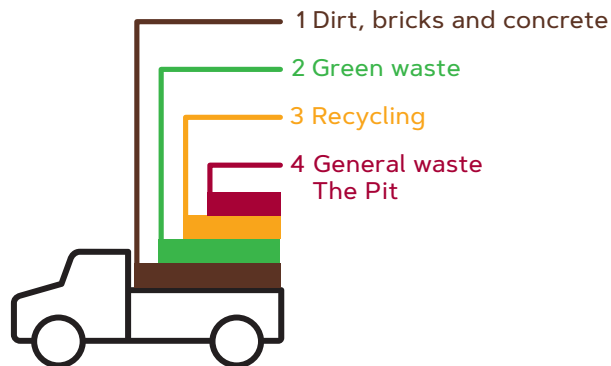 1 Dirt, bricks and concrete
2 Green waste
3 Recycling
4 General waste
The Pit